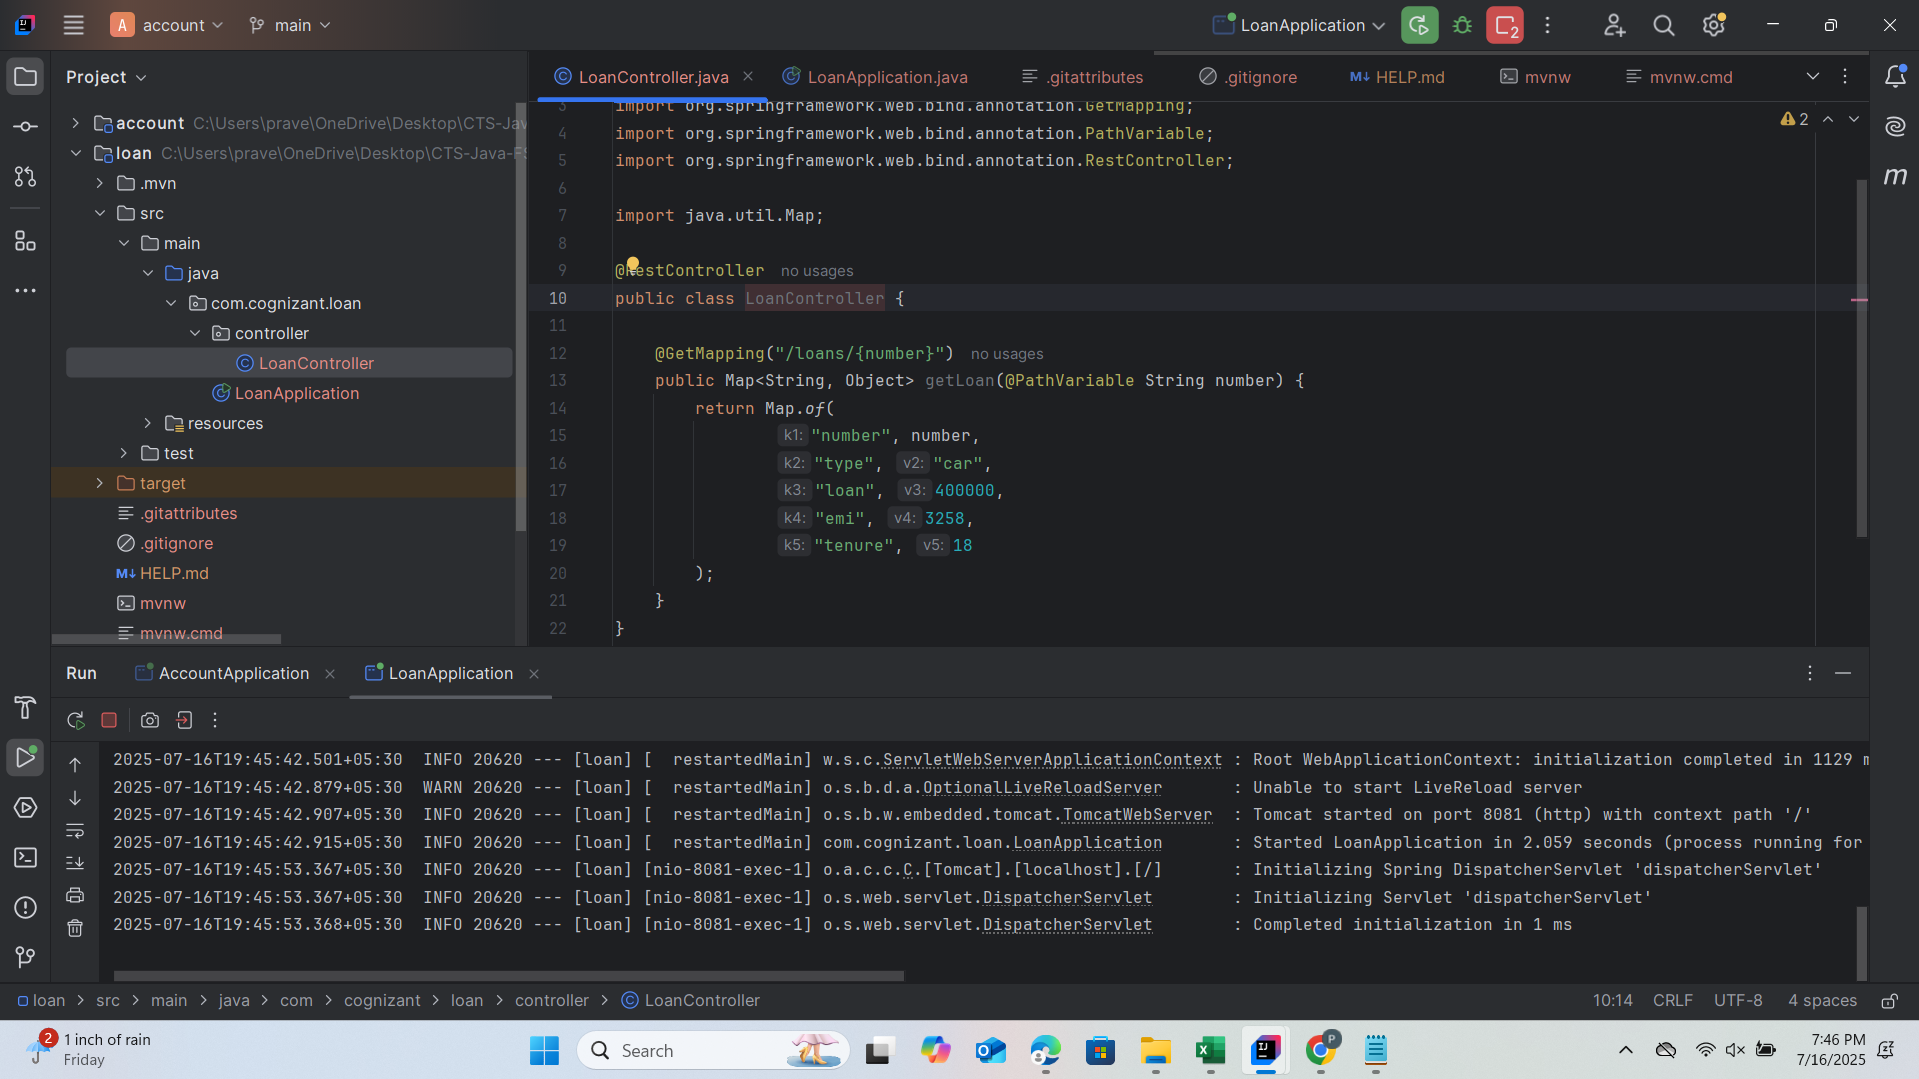 A account main LoanApplication 2
Project
account C:\Users\prave\OneDrive\Desktop\CTS-Jav
loan C:\Users\prave\OneDrive\Desktop\CTS-Java-FS
.mvn
src
main
java
com.cognizant.loan
controller
LoanController
LoanApplication
resources
test
target
.gitattributes
.gitignore
HELP.md
mvnw
mvnw.cmd
LoanController.java LoanApplication.java .gitattributes .gitignore HELP.md mvnw mvnw.cmd
2
3 import org.springframework.web.bind.annotation.GetMapping;
4 import org.springframework.web.bind.annotation.PathVariable;
5 import org.springframework.web.bind.annotation.RestController;
6
7 import java.util.Map;
8
9 @RestController no usages
10 public class LoanController {
11
12 @GetMapping("/loans/{number}") no usages
13 public Map<String, Object> getLoan(@PathVariable String number) {
14 return Map.of(
15 k1: "number", number,
16 k2: "type", v2: "car",
17 k3: "loan", v3: 400000,
18 k4: "emi", v4: 3258,
19 k5: "tenure", v5: 18
20 );
21 }
22 }
Run AccountApplication LoanApplication
2025-07-16T19:45:42.501+05:30 INFO 20620 --- [loan] [ restartedMain] w.s.c.ServletWebServerApplicationContext : Root WebApplicationContext: initialization completed in 1129 m
2025-07-16T19:45:42.879+05:30 WARN 20620 --- [loan] [ restartedMain] o.s.b.d.a.OptionalLiveReloadServer : Unable to start LiveReload server
2025-07-16T19:45:42.907+05:30 INFO 20620 --- [loan] [ restartedMain] o.s.b.w.embedded.tomcat.TomcatWebServer : Tomcat started on port 8081 (http) with context path '/'
2025-07-16T19:45:42.915+05:30 INFO 20620 --- [loan] [ restartedMain] com.cognizant.loan.LoanApplication : Started LoanApplication in 2.059 seconds (process running for
2025-07-16T19:45:53.367+05:30 INFO 20620 --- [loan] [nio-8081-exec-1] o.a.c.c.C.[Tomcat].[localhost].[/] : Initializing Spring DispatcherServlet 'dispatcherServlet'
2025-07-16T19:45:53.367+05:30 INFO 20620 --- [loan] [nio-8081-exec-1] o.s.web.servlet.DispatcherServlet : Initializing Servlet 'dispatcherServlet'
2025-07-16T19:45:53.368+05:30 INFO 20620 --- [loan] [nio-8081-exec-1] o.s.web.servlet.DispatcherServlet : Completed initialization in 1 ms
loan > src > main > java > com > cognizant > loan > controller > LoanController 10:14 CRLF UTF-8 4 spaces
2 1 inch of rain
Friday
Search
7:46 PM
7/16/2025